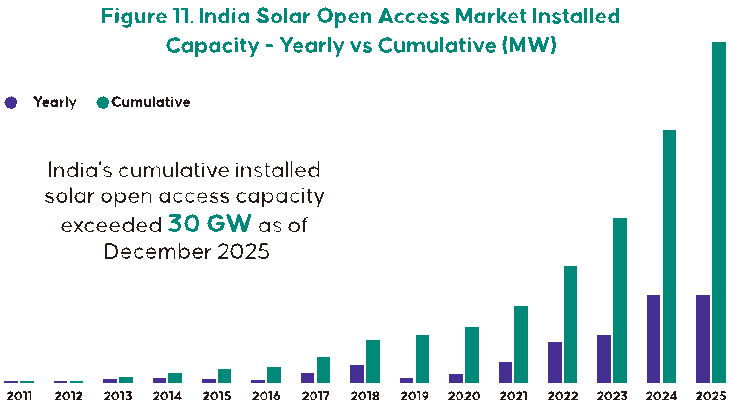 Figure 11. India Solar Open Access Market Installed
Capacity - Yearly vs Cumulative (MW)
Yearly Cumulative
India's cumulative installed
solar open access capacity
exceeded 30 GW as of
December 2025
2011 2012 2013 2014 2015 2016 2017 2018 2019 2020 2021 2022 2023 2024 2025